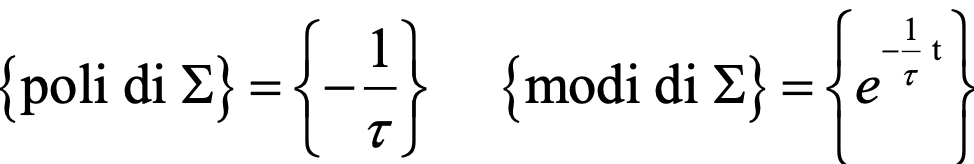 {poli di Σ} = {-1/τ} {modi di Σ} = {e^(-1/τ t)}